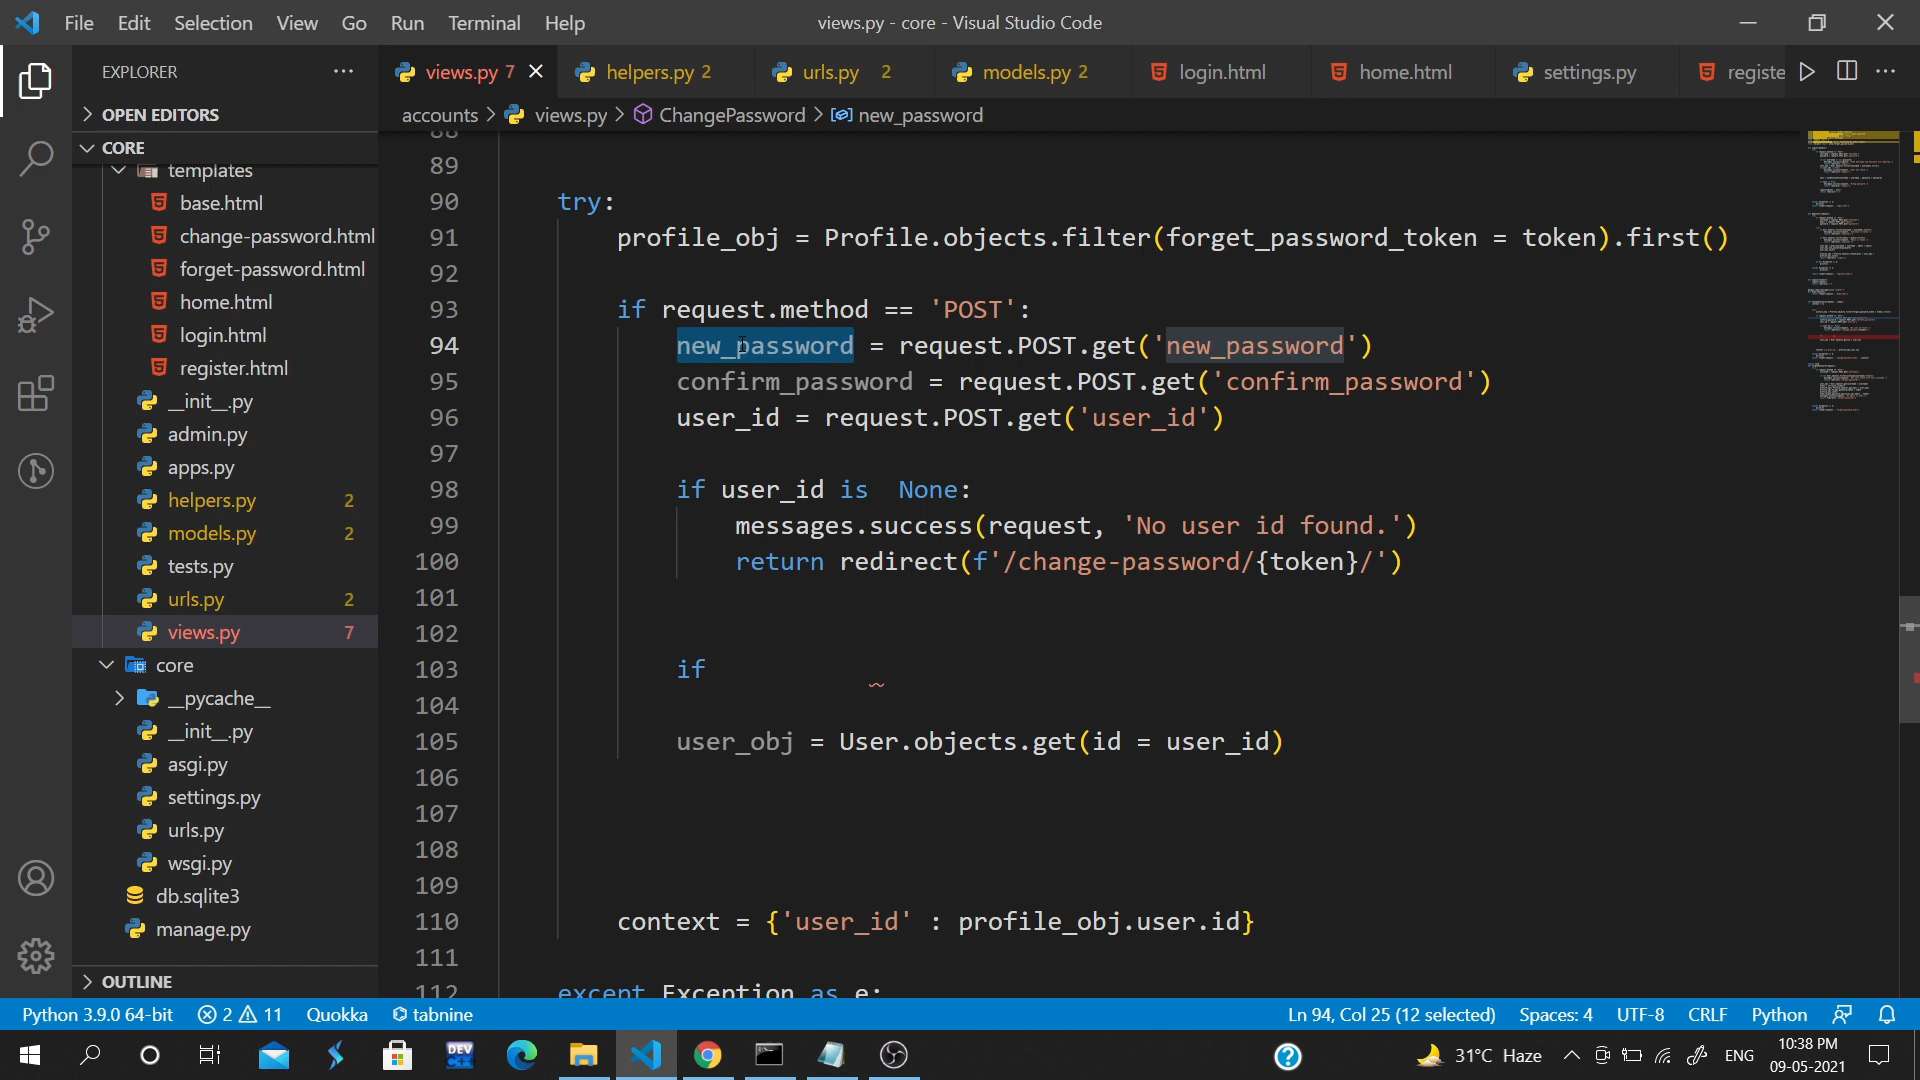 File Edit Selection View Go Run Terminal Help
views.py - core - Visual Studio Code
EXPLORER
views.py 7
helpers.py 2
urls.py 2
models.py 2
login.html
home.html
settings.py
registe
OPEN EDITORS
accounts > views.py > ChangePassword > new_password
CORE
templates
base.html
change-password.html
forget-password.html
home.html
login.html
register.html
__init__.py
admin.py
apps.py
helpers.py 2
models.py 2
tests.py
urls.py 2
views.py 7
core
__pycache__
__init__.py
asgi.py
settings.py
urls.py
wsgi.py
db.sqlite3
manage.py
OUTLINE
88
89
90 try:
91 profile_obj = Profile.objects.filter(forget_password_token = token).first()
92
93 if request.method == 'POST':
94 new_password = request.POST.get('new_password')
95 confirm_password = request.POST.get('confirm_password')
96 user_id = request.POST.get('user_id')
97
98 if user_id is  None:
99 messages.success(request, 'No user id found.')
100 return redirect(f'/change-password/{token}/')
101
102
103 if
104
105 user_obj = User.objects.get(id = user_id)
106
107
108
109
110 context = {'user_id' : profile_obj.user.id}
111
112 except Exception as e:
Python 3.9.0 64-bit 2 11 Quokka tabnine
Ln 94, Col 25 (12 selected) Spaces: 4 UTF-8 CRLF Python
DEV C++
31°C Haze ENG
10:38 PM
09-05-2021